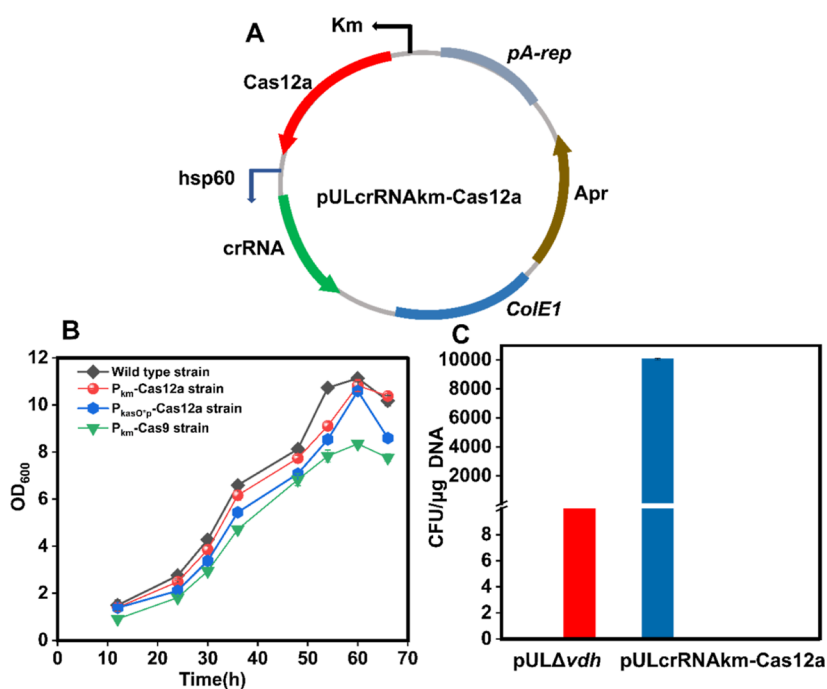 A
Km
pA-rep
Cas12a
hsp60
pULcrRNAkm-Cas12a
Apr
crRNA
ColE1
B
12
10
8
6
4
2
0
OD600
Wild type strain
Pkm-Cas12a strain
PkasO*p-Cas12a strain
Pkm-Cas9 strain
0 10 20 30 40 50 60 70
Time(h)
C
10000
8000
6000
4000
2000
8
6
4
2
0
CFU/μg DNA
pULΔvdh pULcrRNAkm-Cas12a